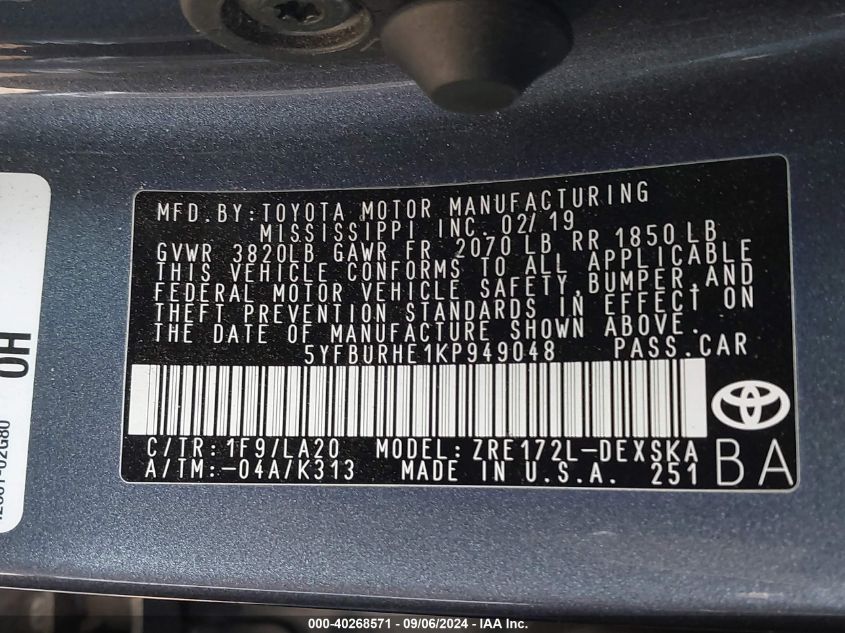 MFD. BY: TOYOTA MOTOR MANUFACTURING
MISSISSIPPI INC. 02/19
GVWR 3820LB GAWR FR 2070 LB RR 1850 LB
THIS VEHICLE CONFORMS TO ALL APPLICABLE
FEDERAL MOTOR VEHICLE SAFETY, BUMPER, AND
THEFT PREVENTION STANDARDS IN EFFECT ON
THE DATE OF MANUFACTURE SHOWN ABOVE.
5YFBURHE1KP949048 PASS. CAR
C/TR: 1F9/LA20 MODEL: ZRE172L-DEXSKA
A/TM: -04A/K313 MADE IN U.S.A. 251
BA
OH
000-40268571 - 09/06/2024 - IAA Inc.